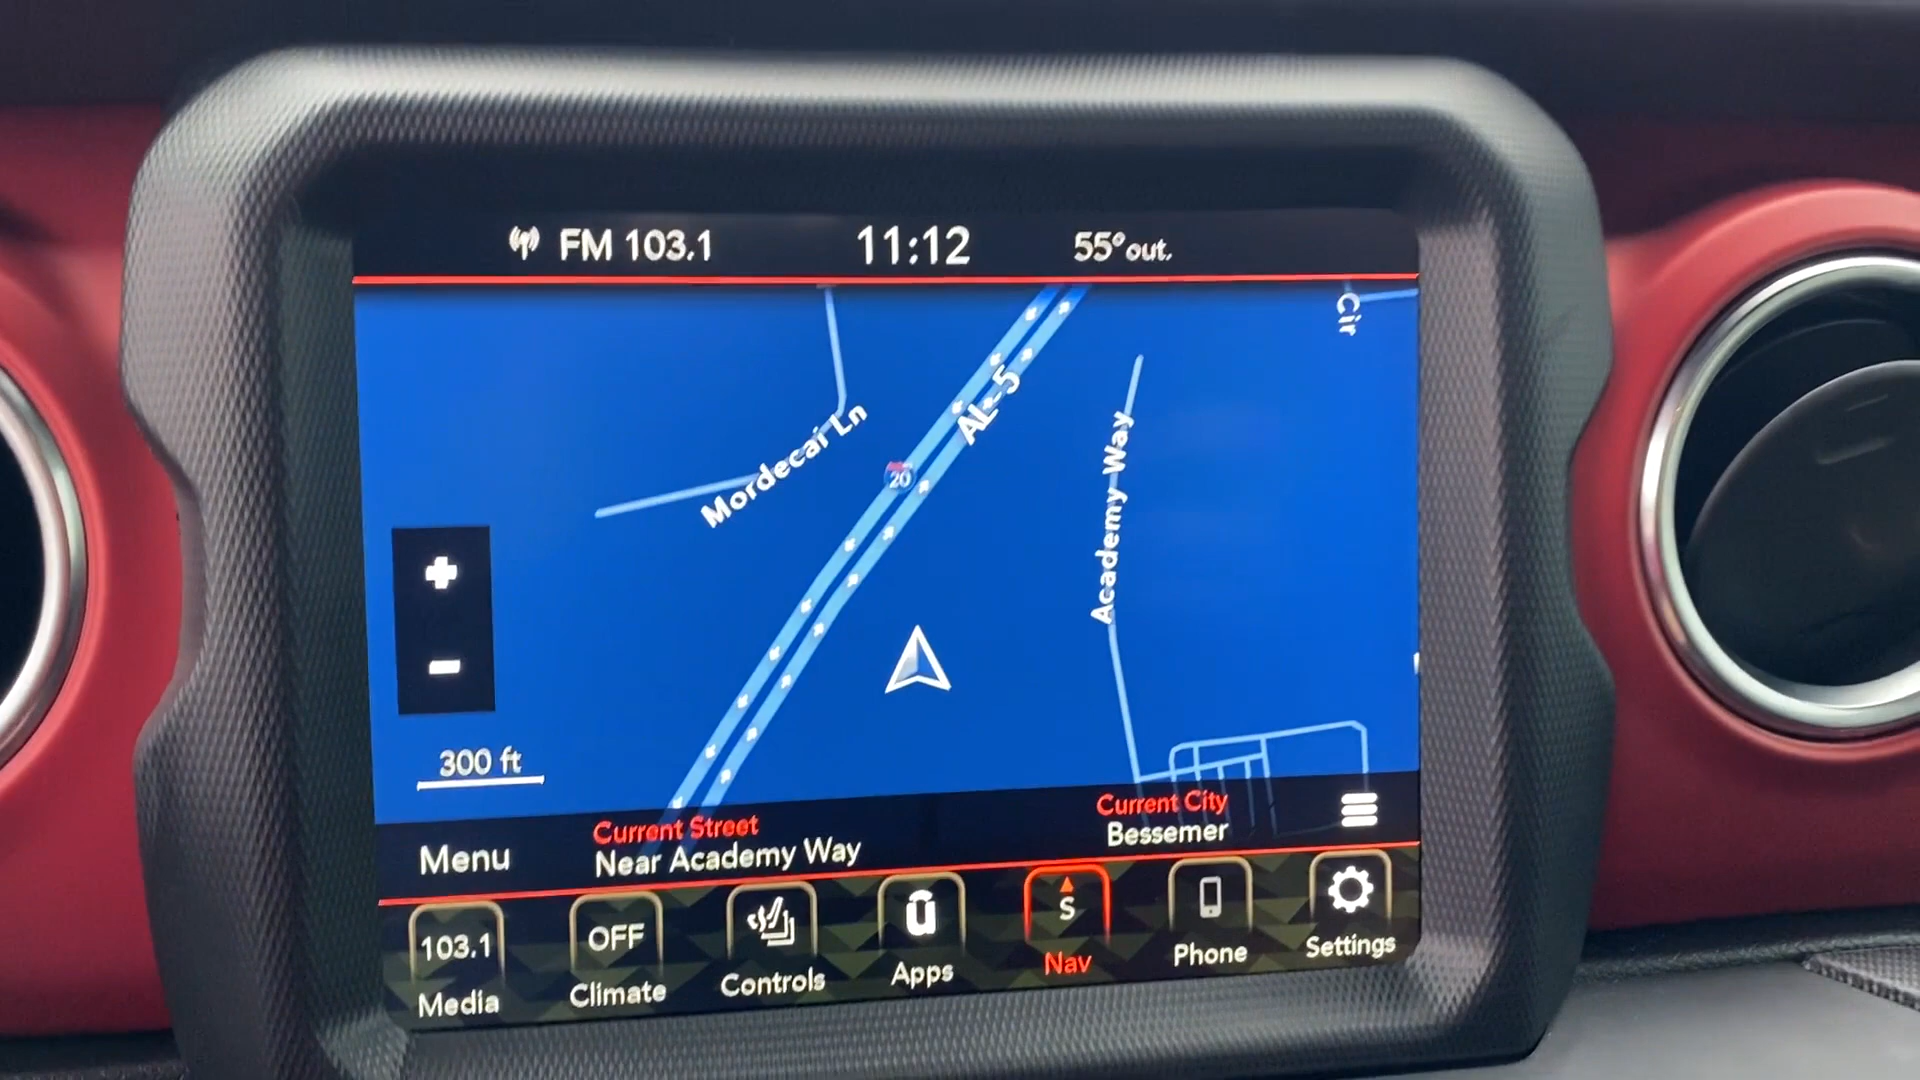 FM 103.1
11:12
55° out.
Cir
AL-5
Mordecai Ln
20
Academy Way
+
-
300 ft
Current Street
Near Academy Way
Current City
Bessemer
Menu
103.1
Media
OFF
Climate
Controls
Apps
S
Nav
Phone
Settings